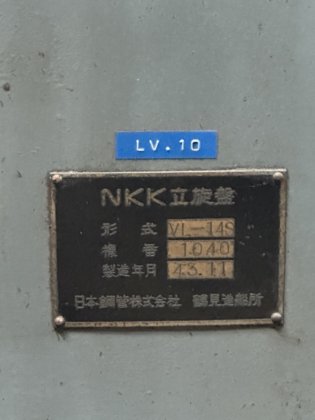 LV.10
NKK立旋盤
形式 VL-14S
機番 1040
製造年月 43.11
日本鋼管株式会社 鶴見造船所